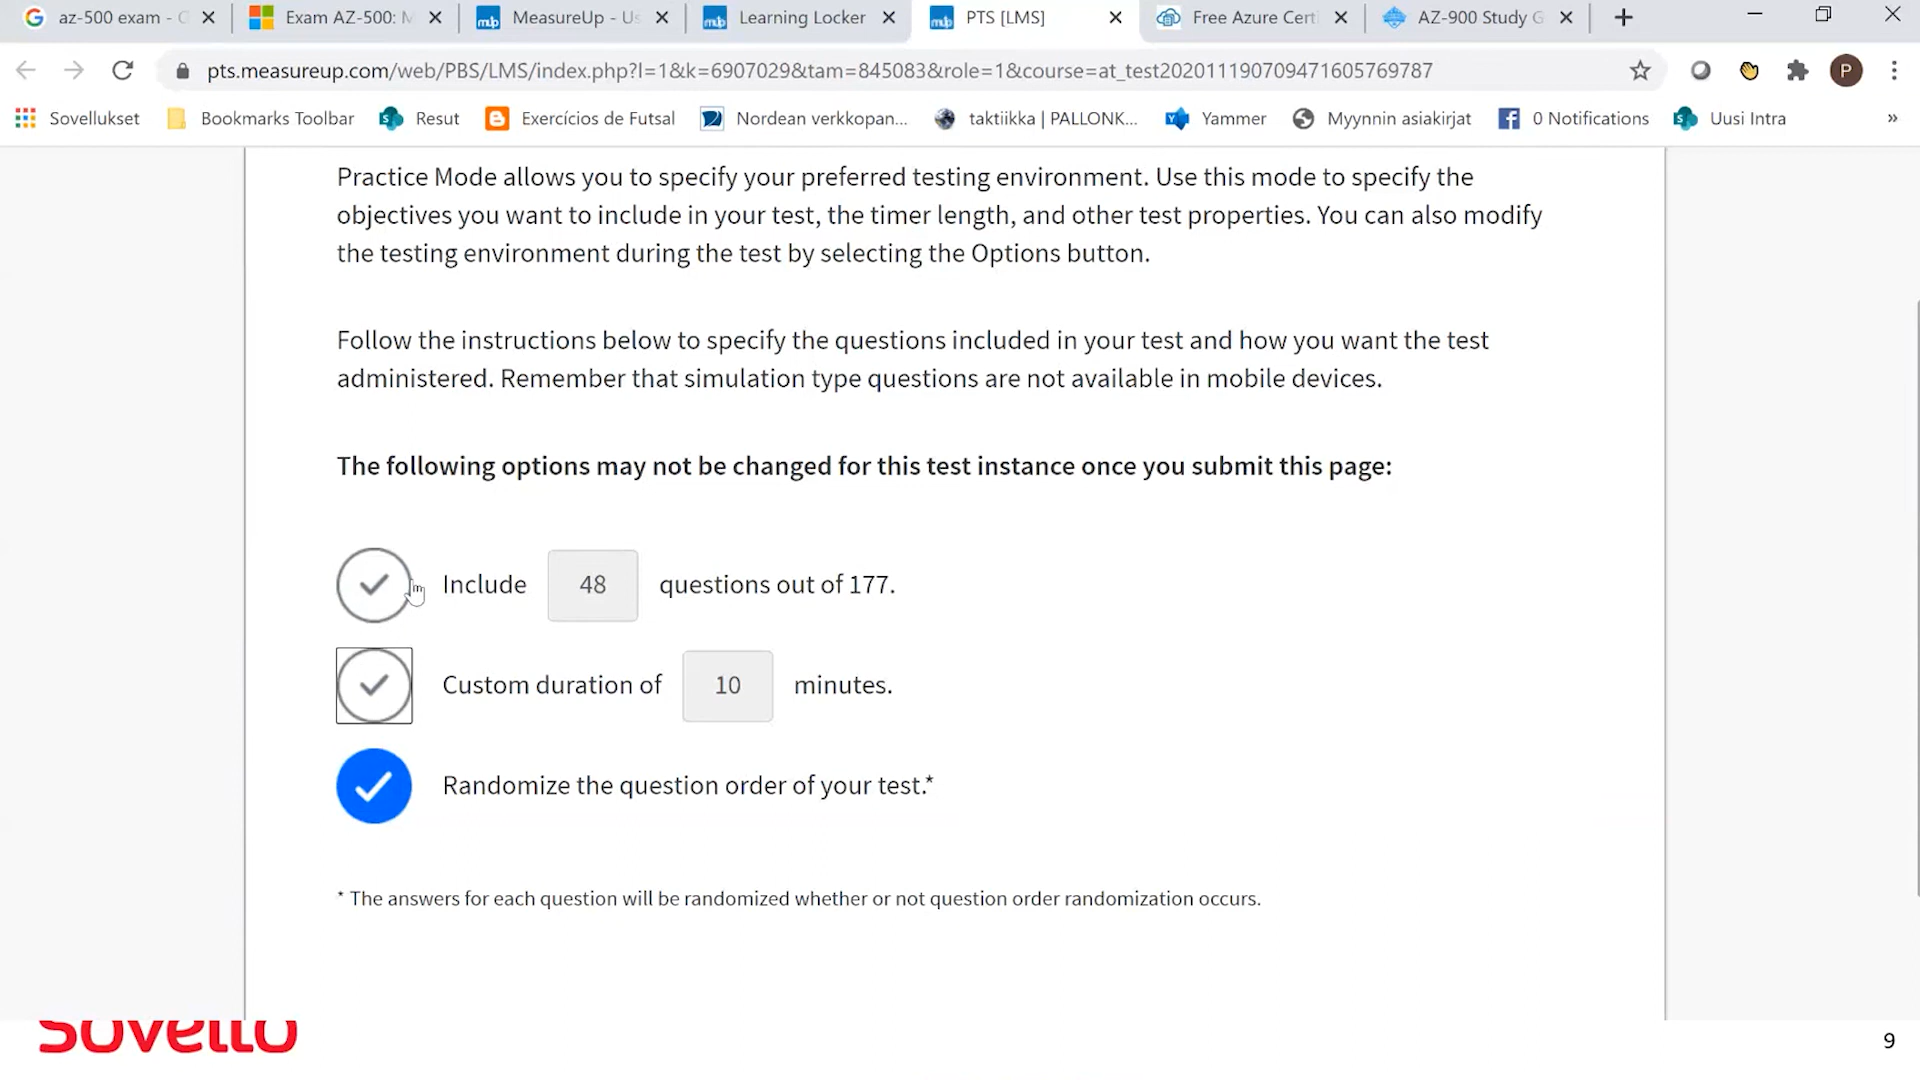 az-500 exam - G
Exam AZ-500: M
MeasureUp - Us
Learning Locker
PTS [LMS]
Free Azure Certi
AZ-900 Study G
pts.measureup.com/web/PBS/LMS/index.php?l=1&k=6907029&tam=845083&role=1&course=at_test202011190709471605769787
P
Sovellukset
Bookmarks Toolbar
Resut
Exercícios de Futsal
Nordean verkkopan...
taktiikka | PALLONK...
Yammer
Myynnin asiakirjat
0 Notifications
Uusi Intra
»
Practice Mode allows you to specify your preferred testing environment. Use this mode to specify the
objectives you want to include in your test, the timer length, and other test properties. You can also modify
the testing environment during the test by selecting the Options button.
Follow the instructions below to specify the questions included in your test and how you want the test
administered. Remember that simulation type questions are not available in mobile devices.
The following options may not be changed for this test instance once you submit this page:
Include 48 questions out of 177.
Custom duration of 10 minutes.
Randomize the question order of your test.*
* The answers for each question will be randomized whether or not question order randomization occurs.
Sovelto
9